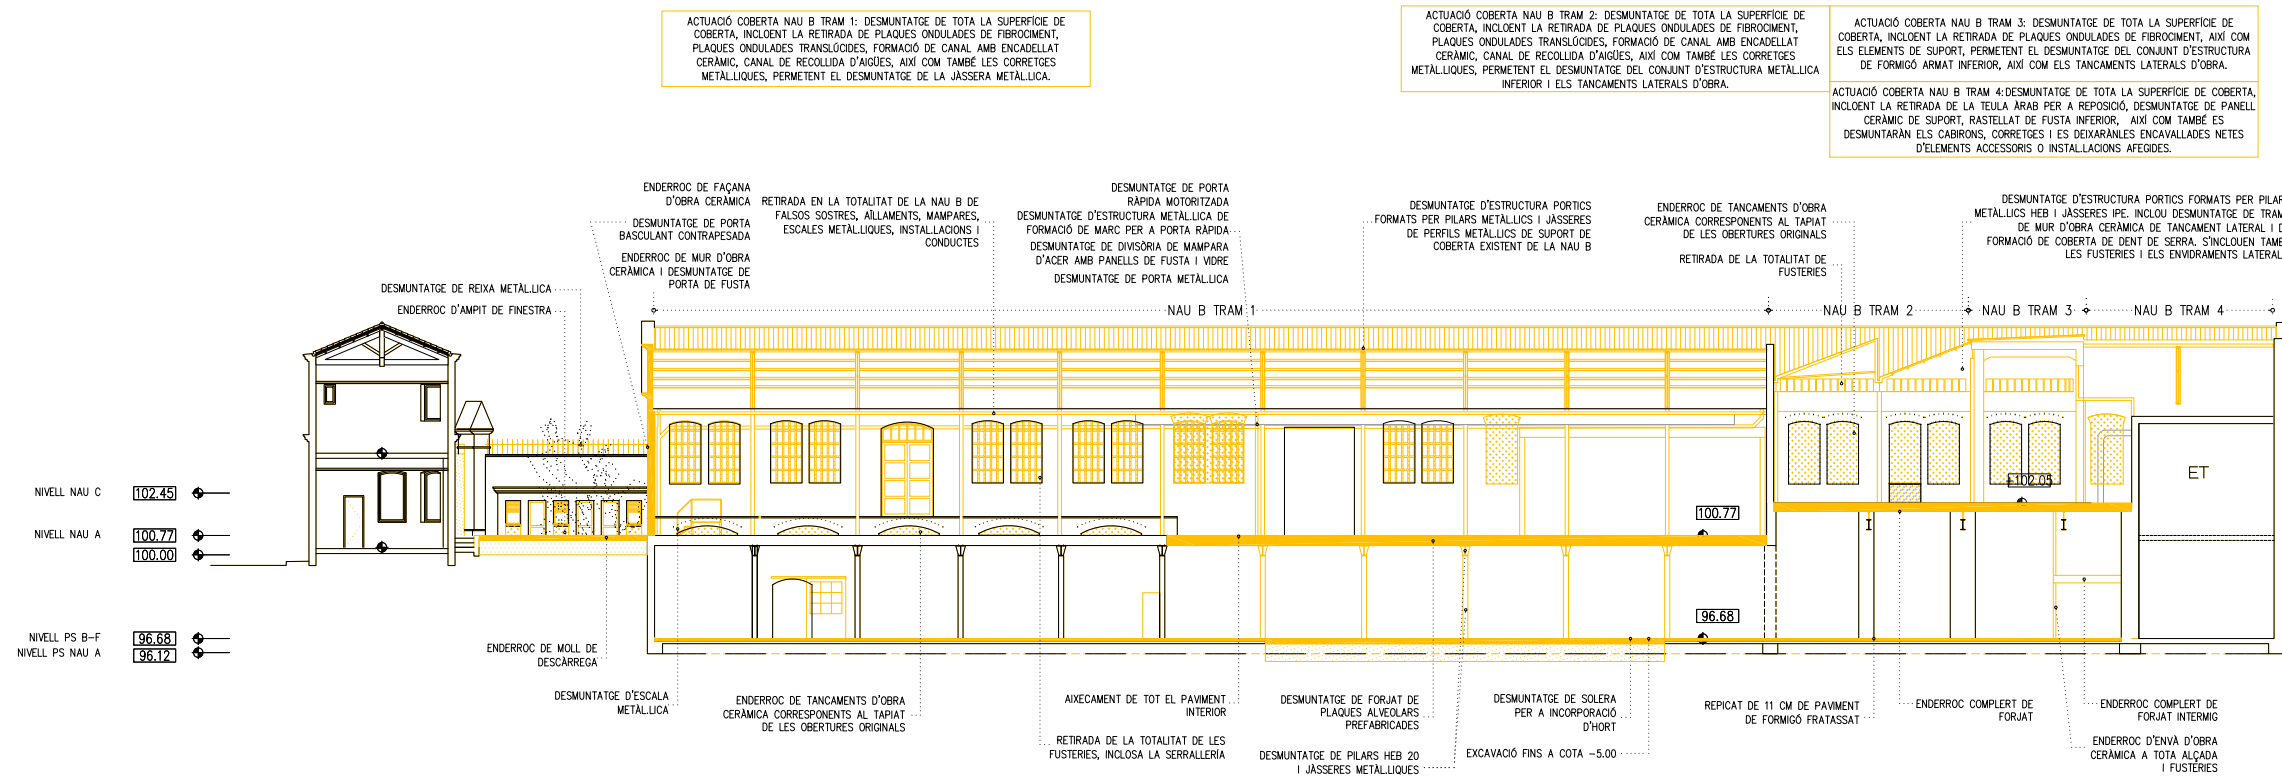 ACTUACIÓ COBERTA NAU B TRAM 1: DESMUNTATGE DE TOTA LA SUPERFÍCIE DE
COBERTA, INCLOENT LA RETIRADA DE PLAQUES ONDULADES DE FIBROCIMENT,
PLAQUES ONDULADES TRANSLÚCIDES, FORMACIÓ DE CANAL AMB ENCADELLAT
CERÀMIC, CANAL DE RECOLLIDA D'AIGÜES, AIXÍ COM TAMBÉ LES CORRETGES
METÀL.LIQUES, PERMETENT EL DESMUNTATGE DE LA JÀSSERA METÀL.LICA.
ACTUACIÓ COBERTA NAU B TRAM 2: DESMUNTATGE DE TOTA LA SUPERFÍCIE DE
COBERTA, INCLOENT LA RETIRADA DE PLAQUES ONDULADES DE FIBROCIMENT,
PLAQUES ONDULADES TRANSLÚCIDES, FORMACIÓ DE CANAL AMB ENCADELLAT
CERÀMIC, CANAL DE RECOLLIDA D'AIGÜES, AIXÍ COM TAMBÉ LES CORRETGES
METÀL.LIQUES, PERMETENT EL DESMUNTATGE DEL CONJUNT D'ESTRUCTURA METÀL.LICA
INFERIOR I ELS TANCAMENTS LATERALS D'OBRA.
ACTUACIÓ COBERTA NAU B TRAM 3: DESMUNTATGE DE TOTA LA SUPERFÍCIE DE
COBERTA, INCLOENT LA RETIRADA DE PLAQUES ONDULADES DE FIBROCIMENT, AIXÍ COM
ELS ELEMENTS DE SUPORT, PERMETENT EL DESMUNTATGE DEL CONJUNT D'ESTRUCTURA
DE FORMIGÓ ARMAT INFERIOR, AIXÍ COM ELS TANCAMENTS LATERALS D'OBRA.
ACTUACIÓ COBERTA NAU B TRAM 4:DESMUNTATGE DE TOTA LA SUPERFÍCIE DE COBERTA,
INCLOENT LA RETIRADA DE LA TEULA ÀRAB PER A REPOSICIÓ, DESMUNTATGE DE PANELL
CERÀMIC DE SUPORT, RASTELLAT DE FUSTA INFERIOR, AIXÍ COM TAMBÉ ES
DESMUNTARÀN ELS CABIRONS, CORRETGES I ES DEIXARÀNLES ENCAVALLADES NETES
D'ELEMENTS ACCESSORIS O INSTAL.LACIONS AFEGIDES.
ENDERROC DE FAÇANA
D'OBRA CERÀMICA
DESMUNTATGE DE PORTA
BASCULANT CONTRAPESADA
ENDERROC DE MUR D'OBRA
CERÀMICA I DESMUNTATGE DE
PORTA DE FUSTA
RETIRADA EN LA TOTALITAT DE LA NAU B DE
FALSOS SOSTRES, AÏLLAMENTS, MAMPARES,
ESCALES METÀL.LIQUES, INSTAL.LACIONS I
CONDUCTES
DESMUNTATGE DE PORTA
RÀPIDA MOTORITZADA
DESMUNTATGE D'ESTRUCTURA METÀL.LICA DE
FORMACIÓ DE MARC PER A PORTA RÀPIDA
DESMUNTATGE DE DIVISÒRIA DE MAMPARA
D'ACER AMB PANELLS DE FUSTA I VIDRE
DESMUNTATGE DE PORTA METÀL.LICA
DESMUNTATGE D'ESTRUCTURA PORTICS
FORMATS PER PILARS METÀL.LICS I JÀSSERES
DE PERFILS METÀL.LICS DE SUPORT DE
COBERTA EXISTENT DE LA NAU B
ENDERROC DE TANCAMENTS D'OBRA
CERÀMICA CORRESPONENTS AL TAPIAT
DE LES OBERTURES ORIGINALS
RETIRADA DE LA TOTALITAT DE
FUSTERIES
DESMUNTATGE D'ESTRUCTURA PORTICS FORMATS PER PILAR
METÀL.LICS HEB I JÀSSERES IPE. INCLOU DESMUNTATGE DE TRAM
DE MUR D'OBRA CERÀMICA DE TANCAMENT LATERAL I D
FORMACIÓ DE COBERTA DE DENT DE SERRA. S'INCLOUEN TAMB
LES FUSTERIES I ELS ENVIDRAMENTS LATERAL
DESMUNTATGE DE REIXA METÀL.LICA
ENDERROC D'AMPIT DE FINESTRA
NAU B TRAM 1
NAU B TRAM 2
NAU B TRAM 3
NAU B TRAM 4
ET
+102.05
NIVELL NAU C 102.45
100.77
NIVELL NAU A 100.77
100.00
96.68
NIVELL PS B-F 96.68
NIVELL PS NAU A 96.12
ENDERROC DE MOLL DE
DESCÀRREGA
DESMUNTATGE D'ESCALA
METÀL.LICA
ENDERROC DE TANCAMENTS D'OBRA
CERÀMICA CORRESPONENTS AL TAPIAT
DE LES OBERTURES ORIGINALS
AIXECAMENT DE TOT EL PAVIMENT
INTERIOR
RETIRADA DE LA TOTALITAT DE LES
FUSTERIES, INCLOSA LA SERRALLERÍA
DESMUNTATGE DE FORJAT DE
PLAQUES ALVEOLARS
PREFABRICADES
DESMUNTATGE DE PILARS HEB 20
I JÀSSERES METÀL.LIQUES
DESMUNTATGE DE SOLERA
PER A INCORPORACIÓ
D'HORT
EXCAVACIÓ FINS A COTA -5.00
REPICAT DE 11 CM DE PAVIMENT
DE FORMIGÓ FRATASSAT
ENDERROC COMPLERT DE
FORJAT
ENDERROC COMPLERT DE
FORJAT INTERMIG
ENDERROC D'ENVÀ D'OBRA
CERÀMICA A TOTA ALÇADA
I FUSTERIES